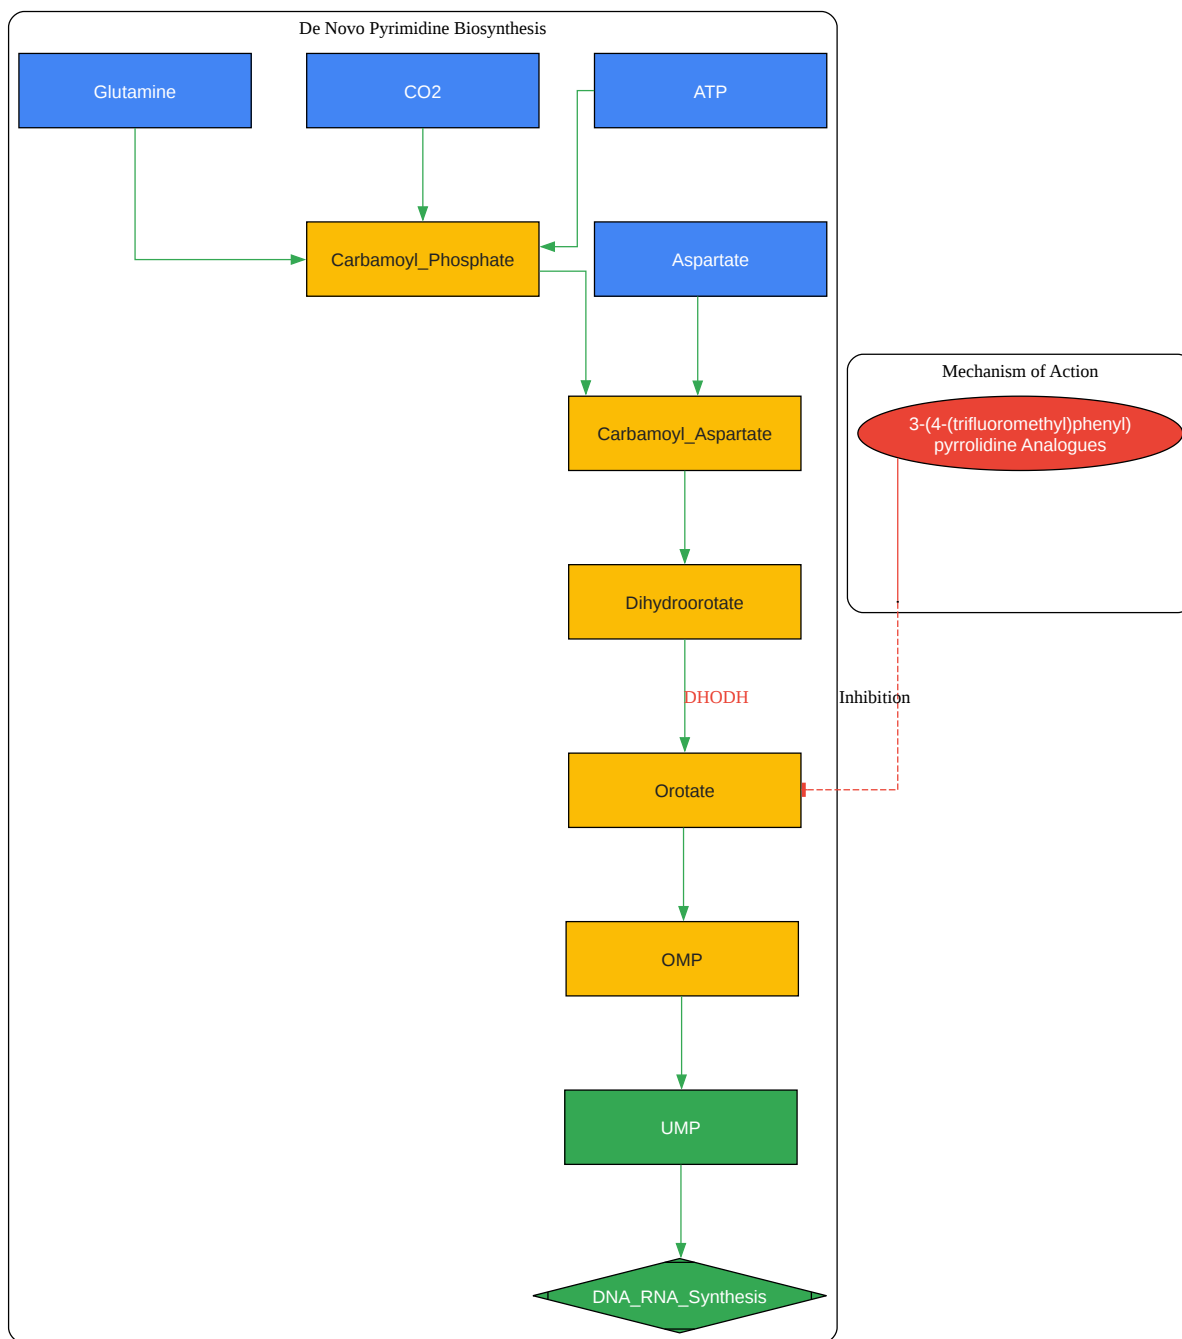 De Novo Pyrimidine Biosynthesis
Glutamine
CO2
ATP
Carbamoyl_Phosphate
Aspartate
Mechanism of Action
3-(4-(trifluoromethyl)phenyl)
pyrrolidine Analogues
Carbamoyl_Aspartate
Dihydroorotate
DHODH
Inhibition
Orotate
OMP
UMP
DNA_RNA_Synthesis